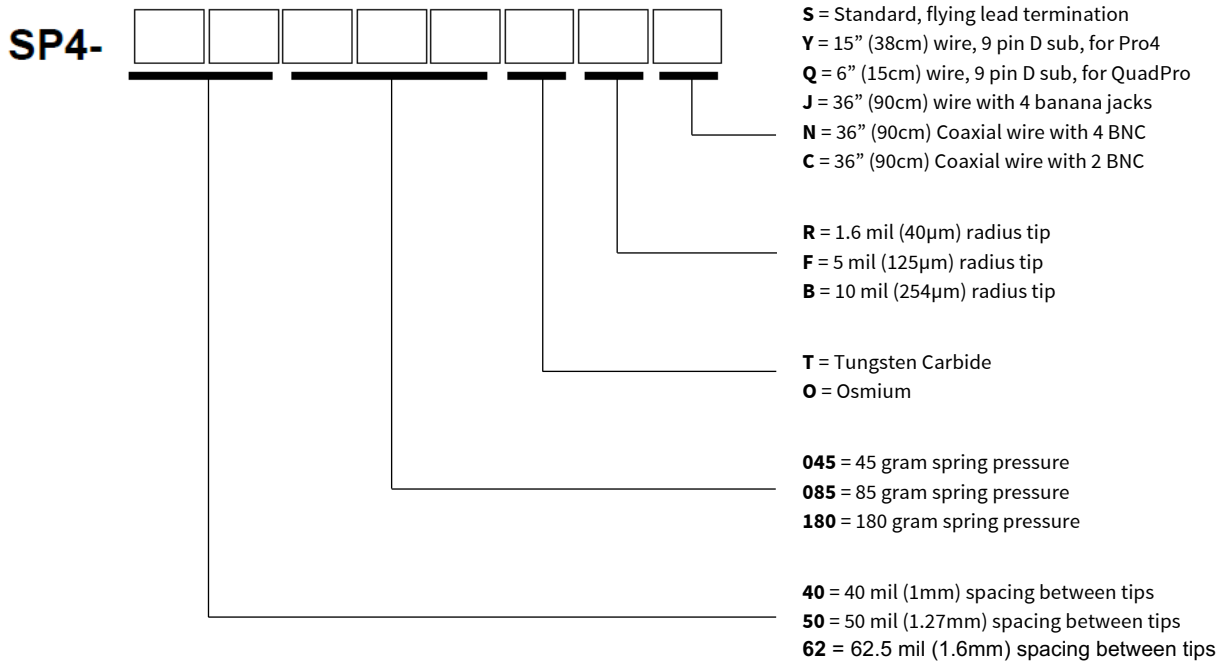 SP4-
S = Standard, flying lead termination
Y = 15” (38cm) wire, 9 pin D sub, for Pro4
Q = 6” (15cm) wire, 9 pin D sub, for QuadPro
J = 36” (90cm) wire with 4 banana jacks
N = 36” (90cm) Coaxial wire with 4 BNC
C = 36” (90cm) Coaxial wire with 2 BNC
R = 1.6 mil (40µm) radius tip
F = 5 mil (125µm) radius tip
B = 10 mil (254µm) radius tip
T = Tungsten Carbide
O = Osmium
045 = 45 gram spring pressure
085 = 85 gram spring pressure
180 = 180 gram spring pressure
40 = 40 mil (1mm) spacing between tips
50 = 50 mil (1.27mm) spacing between tips
62 = 62.5 mil (1.6mm) spacing between tips